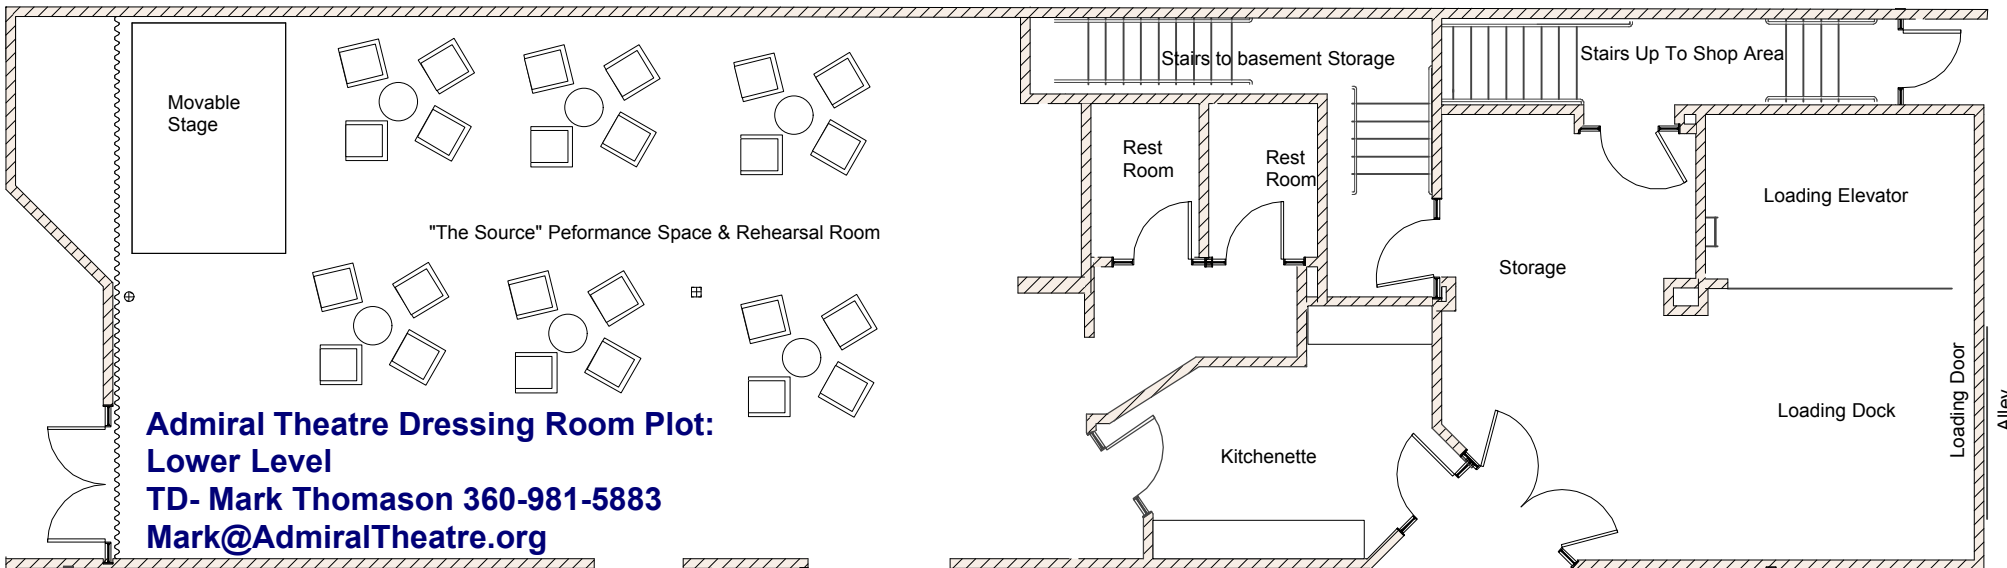 Movable
Stage
Stairs to basement Storage
Stairs Up To Shop Area
Rest
Room
Rest
Room
Loading Elevator
"The Source" Peformance Space & Rehearsal Room
Storage
Loading Door
Alley
Loading Dock
Kitchenette
Admiral Theatre Dressing Room Plot:
Lower Level
TD- Mark Thomason 360-981-5883
Mark@AdmiralTheatre.org